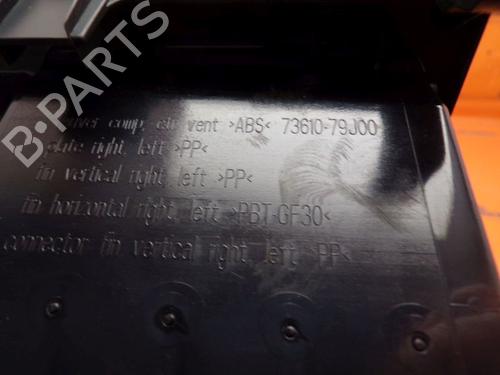 comp, ctr vent >ABS< 73610-79J00
plate right, left >PP<
fin vertical right, left >PP<
fin horizontal right, left >PBT-GF30<
connector fin vertical right, left >PP<
B-PARTS